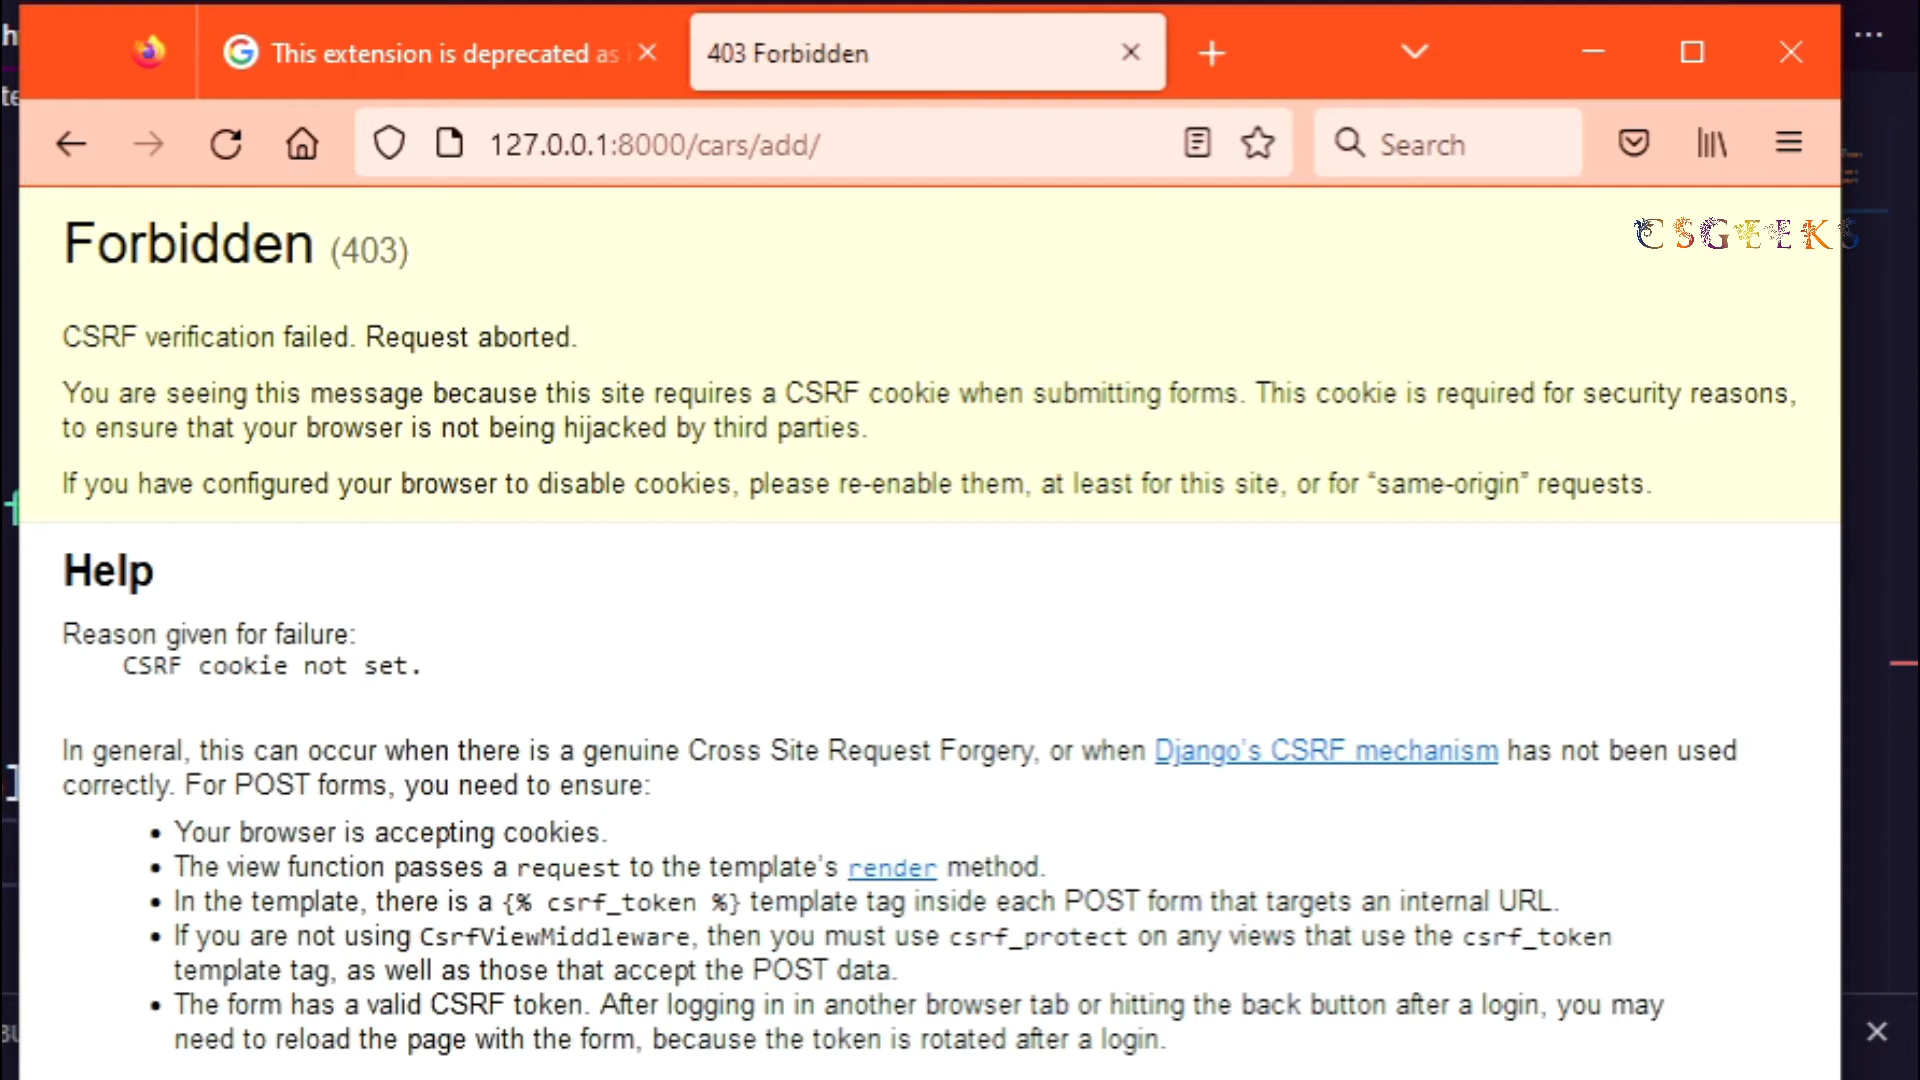 This extension is deprecated as
403 Forbidden
127.0.0.1:8000/cars/add/
Search
Forbidden (403)
CSGEEKS
CSRF verification failed. Request aborted.
You are seeing this message because this site requires a CSRF cookie when submitting forms. This cookie is required for security reasons,
to ensure that your browser is not being hijacked by third parties.
If you have configured your browser to disable cookies, please re-enable them, at least for this site, or for “same-origin” requests.
Help
Reason given for failure:
CSRF cookie not set.
In general, this can occur when there is a genuine Cross Site Request Forgery, or when Django’s CSRF mechanism has not been used
correctly. For POST forms, you need to ensure:
• Your browser is accepting cookies.
• The view function passes a request to the template’s render method.
• In the template, there is a {% csrf_token %} template tag inside each POST form that targets an internal URL.
• If you are not using CsrfViewMiddleware, then you must use csrf_protect on any views that use the csrf_token
template tag, as well as those that accept the POST data.
• The form has a valid CSRF token. After logging in in another browser tab or hitting the back button after a login, you may
need to reload the page with the form, because the token is rotated after a login.